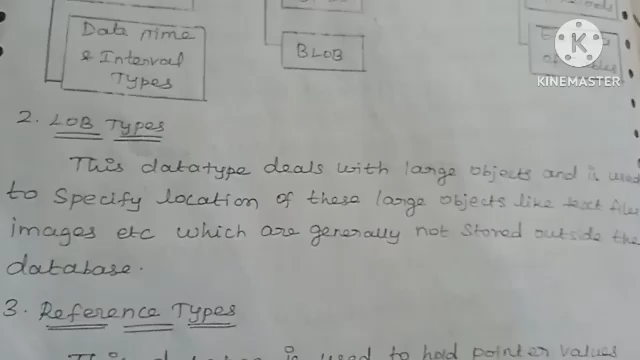 Date Time
& Interval
Types
BLOB
KINEMASTER
2. LOB Types
This datatype deals with large objects and is used
to Specify location of these large objects like text files
images etc which are generally not stored outside the
database.
3. Reference Types
is used to hold pointer values